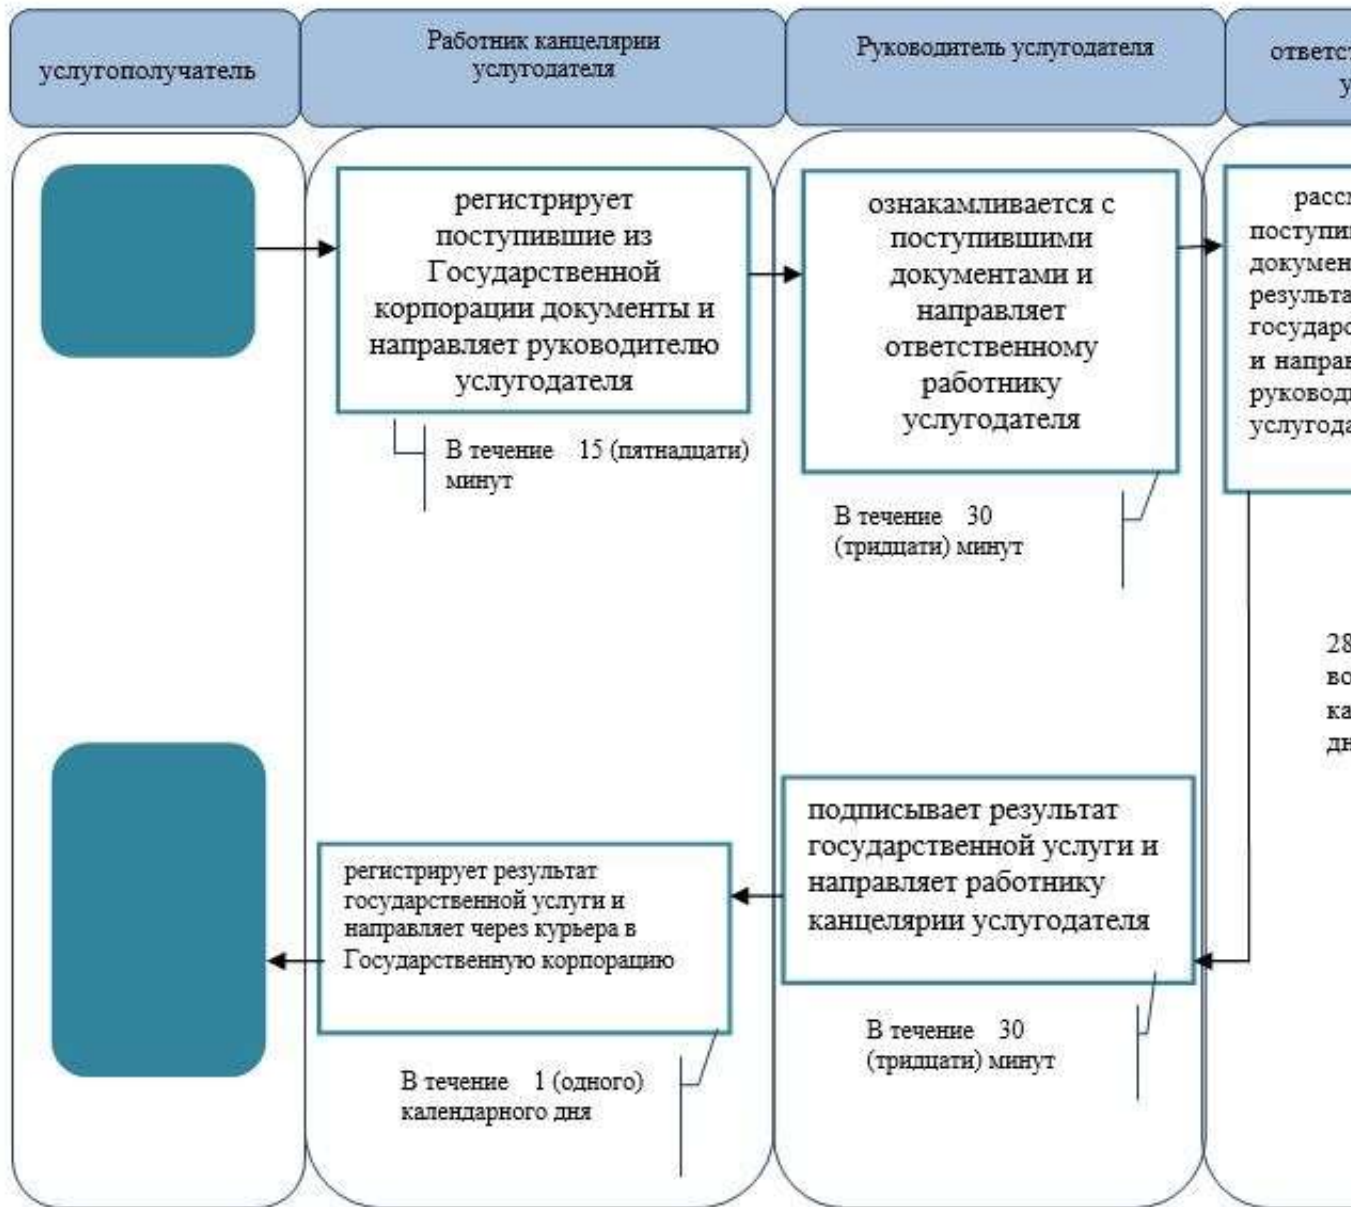 услугополучатель
Работник канцелярии
услугодателя
Руководитель услугодателя
регистрирует
поступившие из
Государственной
корпорации документы и
направляет руководителю
услугодателя
В течение 15 (пятнадцати)
минут
ознакамливается с
поступившими
документами и
направляет
ответственному
работнику
услугодателя
В течение 30
(тридцати) минут
и
28
подписывает результат
государственной услуги и
направляет работнику
канцелярии услугодателя
В течение 30
(тридцати) минут
регистрирует результат
государственной услуги и
направляет через курьера в
Государственную корпорацию
В течение 1 (одного)
календарного дня